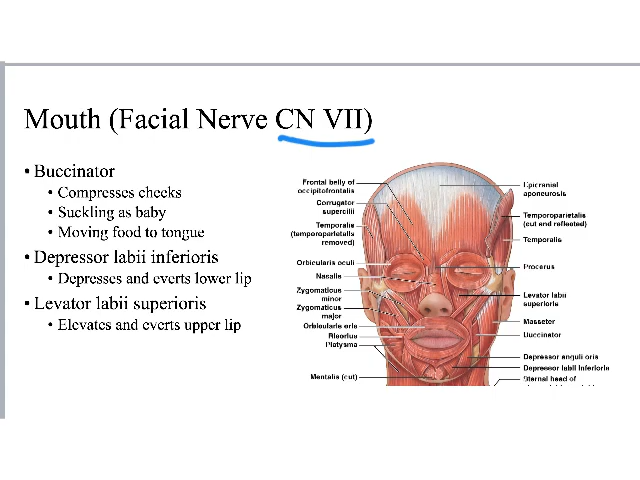 Mouth (Facial Nerve CN VII)
• Buccinator
• Compresses cheeks
• Suckling as baby
• Moving food to tongue
• Depressor labii inferioris
• Depresses and everts lower lip
• Levator labii superioris
• Elevates and everts upper lip
Frontal belly of
occipitofrontalis
Corrugator
supercilii
Temporalis
(temporoparietalis
removed)
Orbicularis oculi
Nasalis
Zygomaticus
minor
Zygomaticus
major
Orbicularis oris
Risorius
Platysma
Mentalis (cut)
Epicranial
aponeurosis
Temporoparietalis
(cut and reflected)
Temporalis
Procerus
Levator labii
superioris
Masseter
Buccinator
Depressor anguli oris
Depressor labii inferioris
Sternal head of